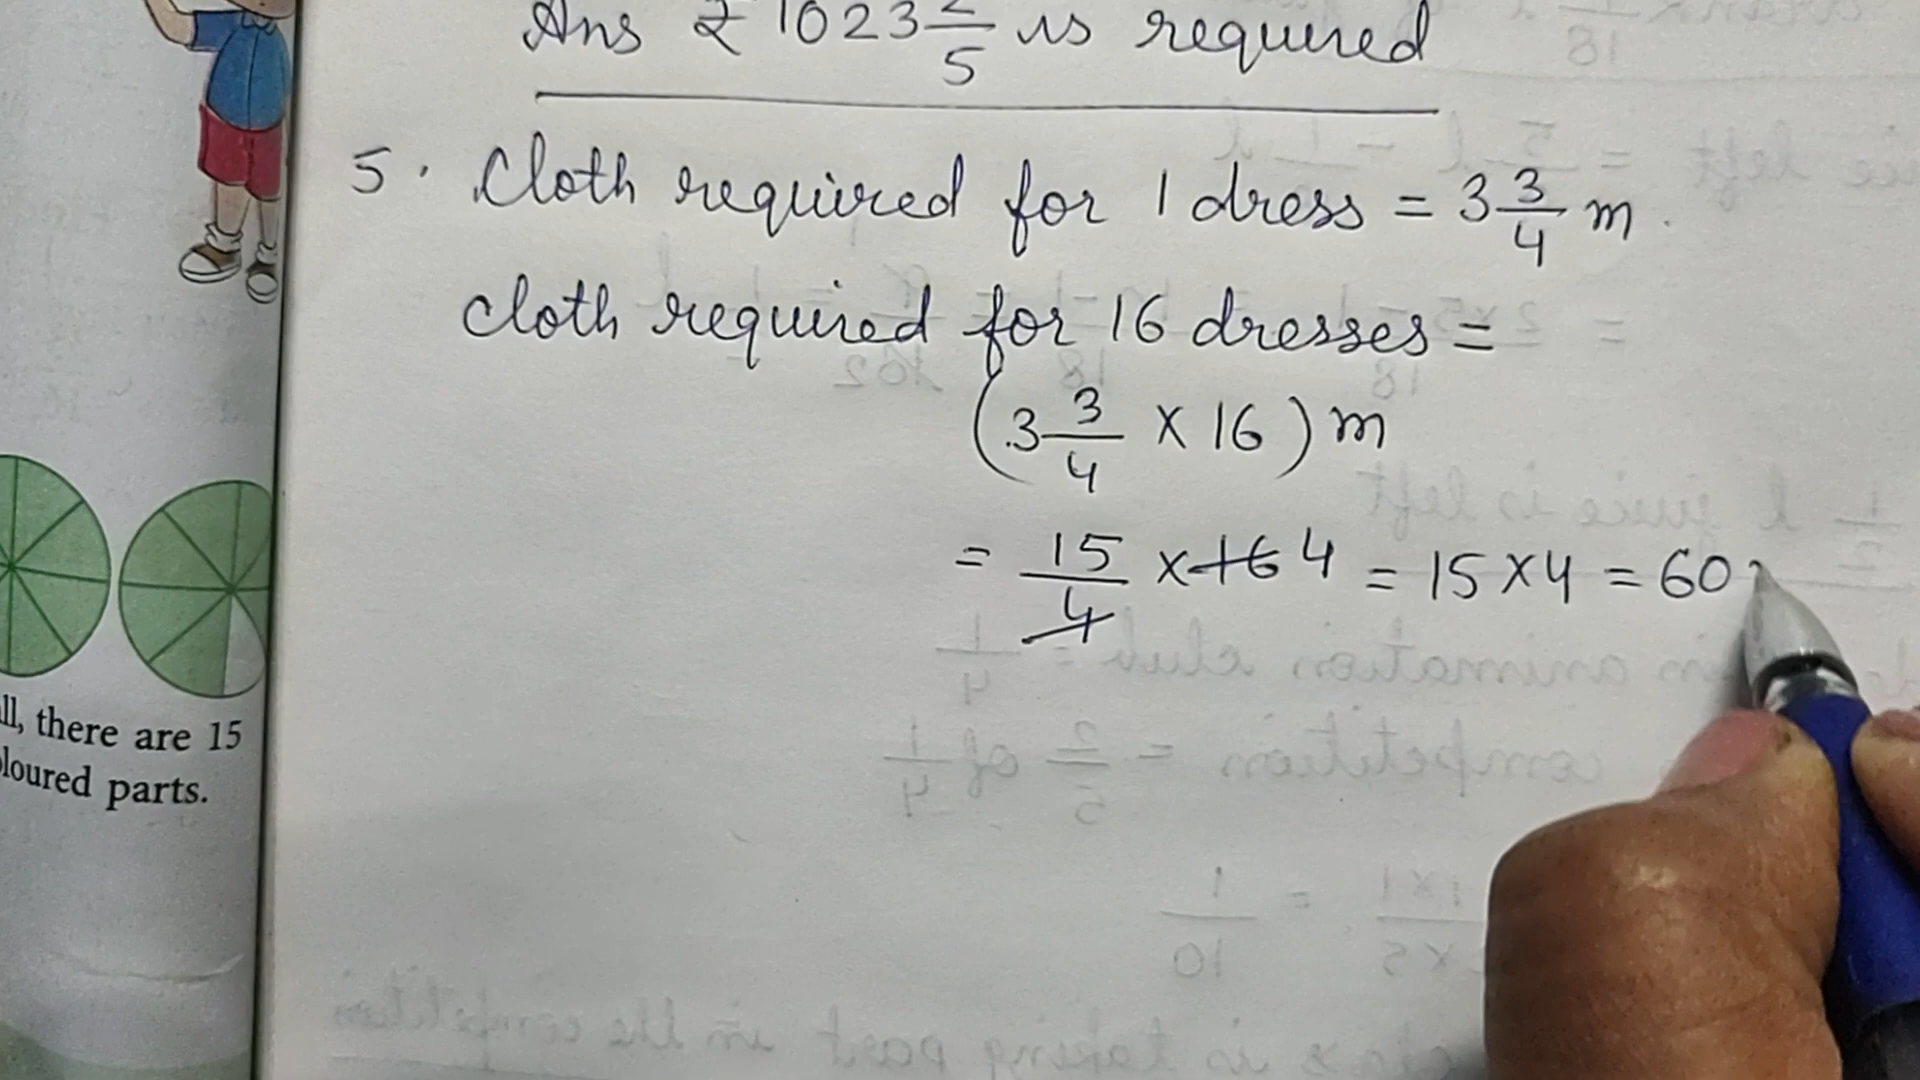 Ans ₹ 1023 2/5 is required
5. Cloth required for 1 dress = 3 3/4 m.
cloth required for 16 dresses =
(3 3/4 × 16) m
= 15/4 × 16 4 = 15 × 4 = 60
ll, there are 15
loured parts.